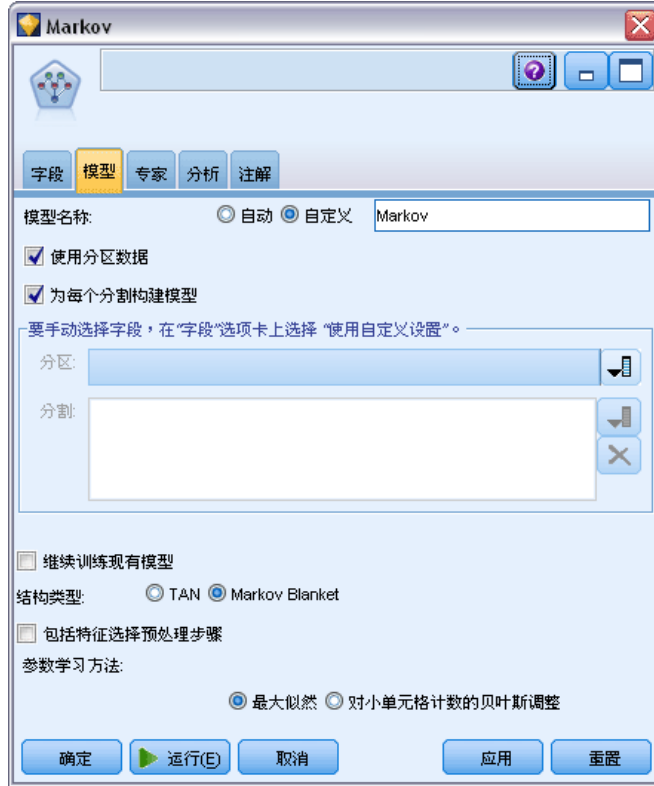 Markov
字段 模型 专家 分析 注解
模型名称: 自动 自定义 Markov
使用分区数据
为每个分割构建模型
要手动选择字段，在“字段”选项卡上选择 “使用自定义设置”。
分区:
分割:
继续训练现有模型
结构类型: TAN Markov Blanket
包括特征选择预处理步骤
参数学习方法:
最大似然 对小单元格计数的贝叶斯调整
确定 运行(E) 取消 应用 重置